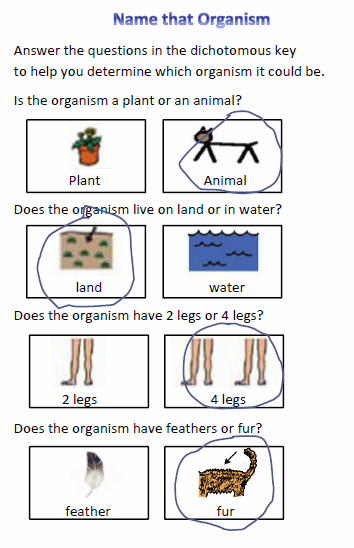 Name that Organism
Answer the questions in the dichotomous key
to help you determine which organism it could be.
Is the organism a plant or an animal?
Plant
Animal
Does the organism live on land or in water?
land
water
Does the organism have 2 legs or 4 legs?
2 legs
4 legs
Does the organism have feathers or fur?
feather
fur